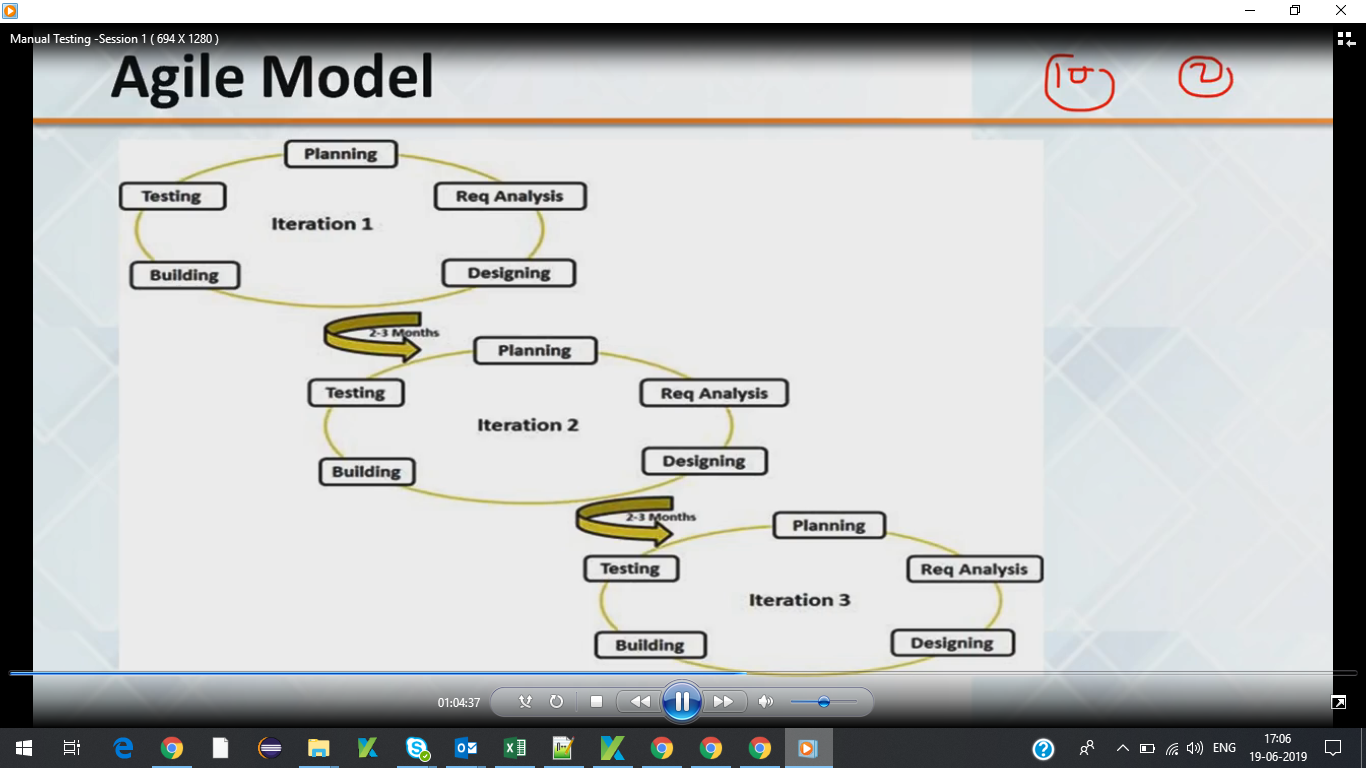 Manual Testing -Session 1 ( 694 X 1280 )
Agile Model
2
Planning
Testing
Req Analysis
Iteration 1
Building
Designing
2-3 Months
Planning
Testing
Req Analysis
Iteration 2
Building
Designing
2-3 Months
Planning
Testing
Req Analysis
Iteration 3
Building
Designing
01:04:37
ENG
17:06
19-06-2019